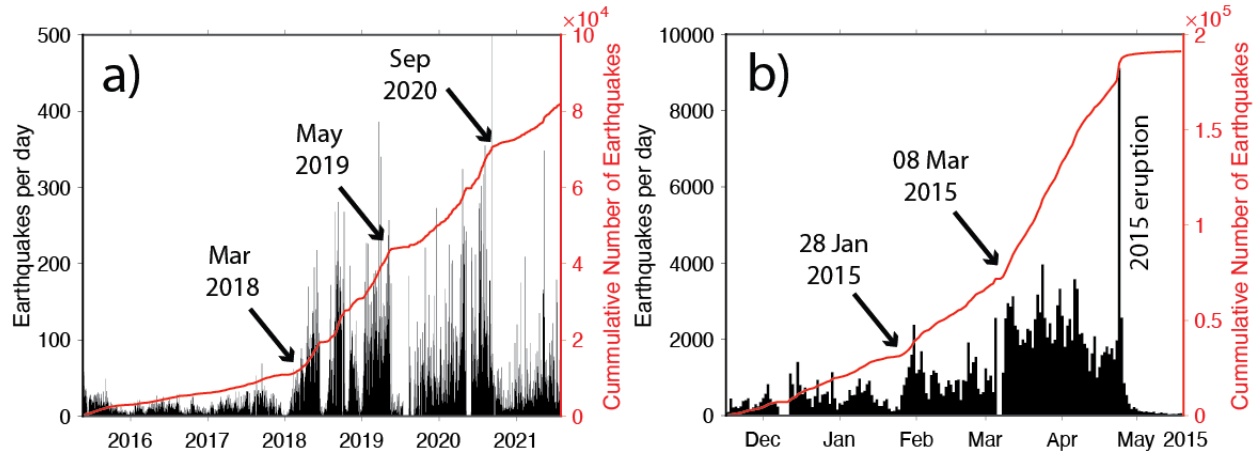 a)
500
400
300
200
100
0
Earthquakes per day
2016 2017 2018 2019 2020 2021
Mar
2018
May
2019
Sep
2020
×10⁴
10
8
6
4
2
0
Cummulative Number of Earthquakes
b)
10000
8000
6000
4000
2000
0
Earthquakes per day
Dec Jan Feb Mar Apr May 2015
28 Jan
2015
08 Mar
2015
2015 eruption
×10⁵
2
1.5
1
0.5
0
Cummulative Number of Earthquakes